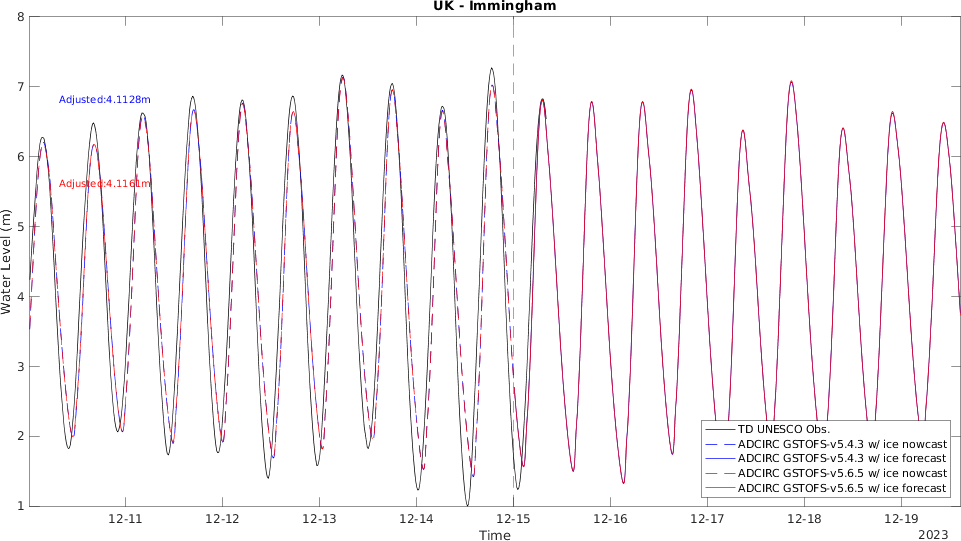 UK - Immingham
8
7
6
5
4
3
2
1
Water Level (m)
Adjusted:4.1128m
Adjusted:4.1161m
TD UNESCO Obs.
ADCIRC GSTOFS-v5.4.3 w/ ice nowcast
ADCIRC GSTOFS-v5.4.3 w/ ice forecast
ADCIRC GSTOFS-v5.6.5 w/ ice nowcast
ADCIRC GSTOFS-v5.6.5 w/ ice forecast
12-11 12-12 12-13 12-14 12-15 12-16 12-17 12-18 12-19
Time
2023